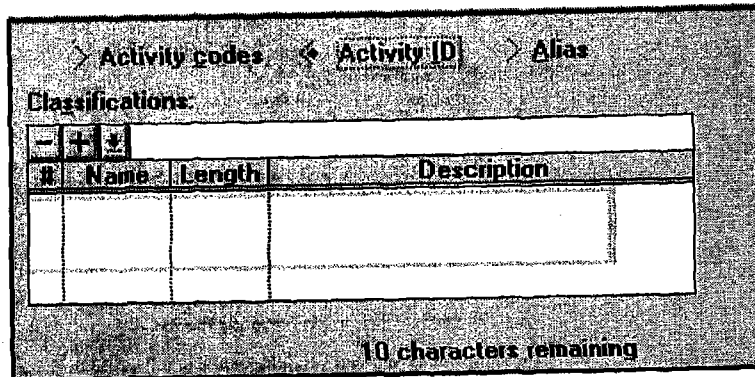 Activity codes Activity ID Alias
Classifications:
- +
# Name Length Description
10 characters remaining